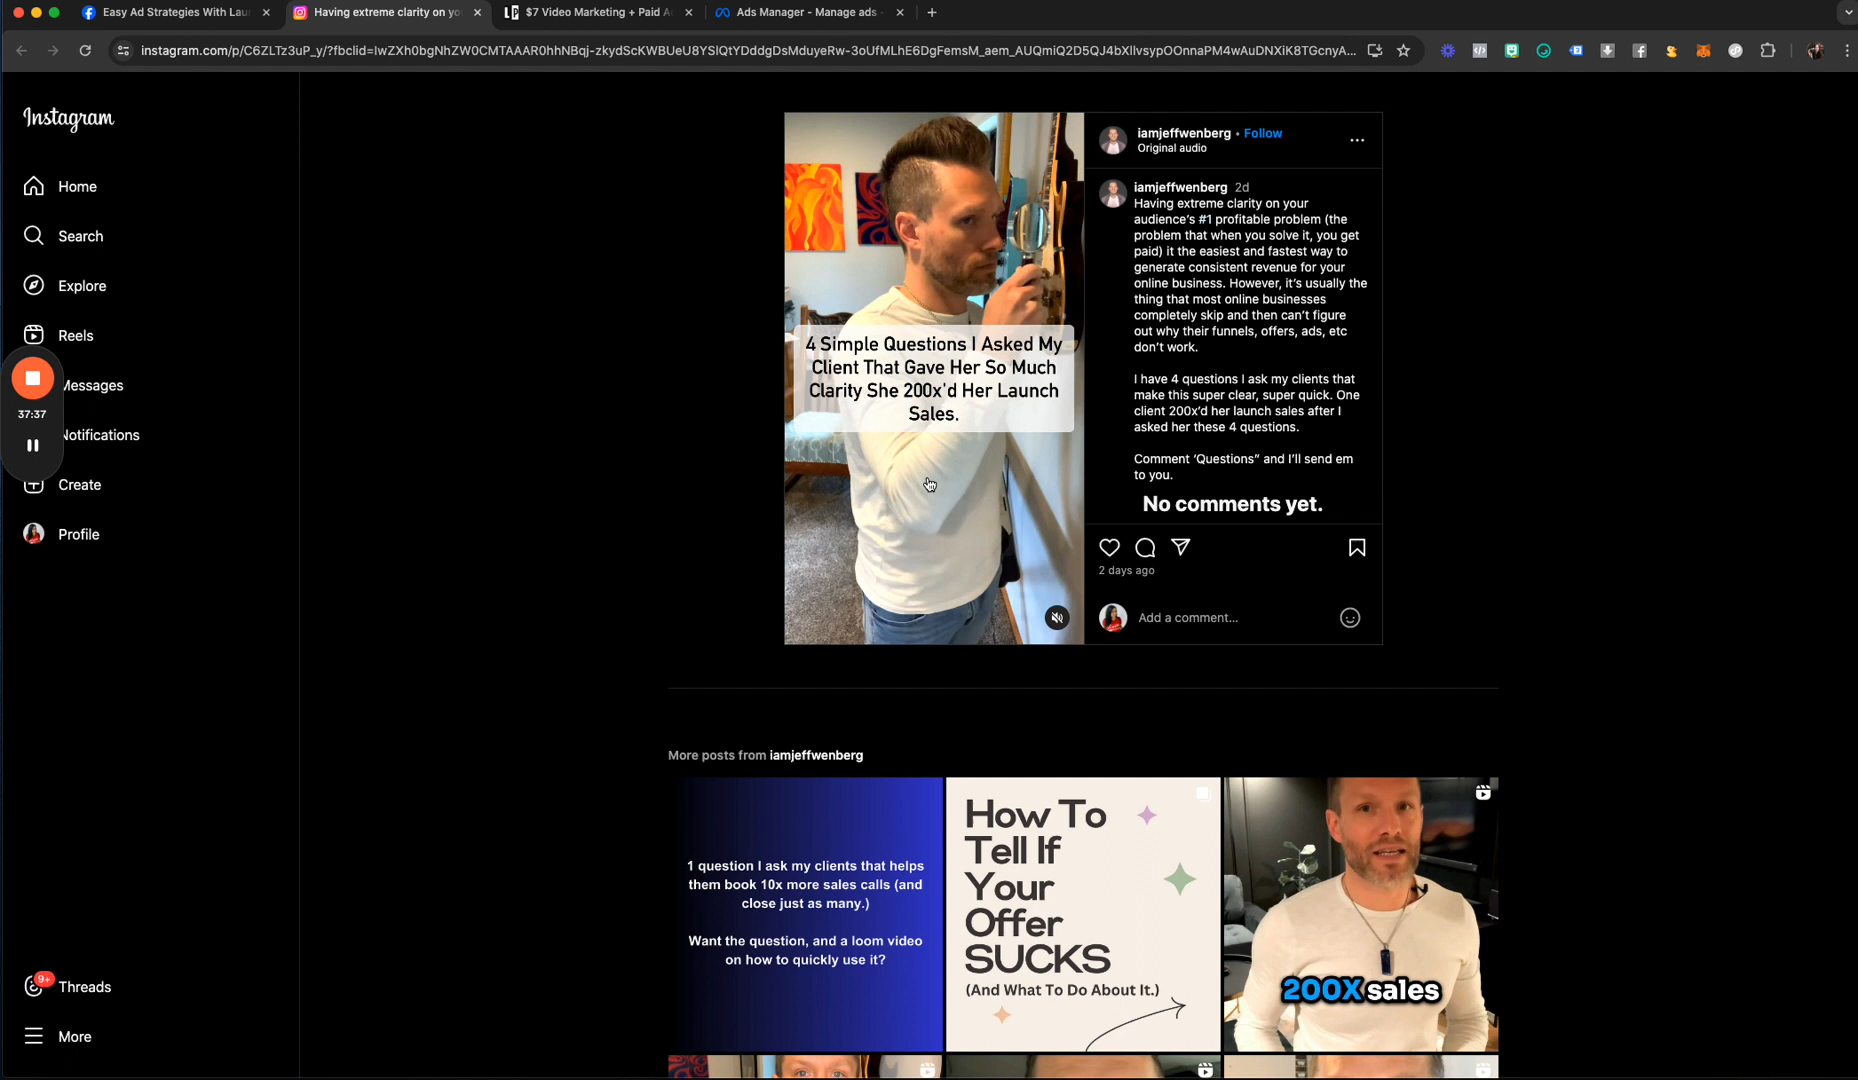 Easy Ad Strategies With Lau
Having extreme clarity on yo
$7 Video Marketing + Paid A
Ads Manager - Manage ads
instagram.com/p/C6ZLTz3uP_y/?fbclid=IwZXh0bgNhZW0CMTAAAR0hhNBqj-zkydScKWBUeU8YSlQtYDddgDsMduyeRw-3oUfMLhE6DgFemsM_aem_AUQmiQ2D5QJ4bXllvsypOOnnaPM4wAuDNXiK8TGcnyA...
Instagram
Home
Search
Explore
Reels
Messages
Notifications
Create
Profile
37:37
9+
Threads
More
4 Simple Questions I Asked My
Client That Gave Her So Much
Clarity She 200x'd Her Launch
Sales.
iamjeffwenberg • Follow
Original audio
iamjeffwenberg 2d
Having extreme clarity on your
audience's #1 profitable problem (the
problem that when you solve it, you get
paid) it the easiest and fastest way to
generate consistent revenue for your
online business. However, it's usually the
thing that most online businesses
completely skip and then can't figure
out why their funnels, offers, ads, etc
don't work.
I have 4 questions I ask my clients that
make this super clear, super quick. One
client 200x'd her launch sales after I
asked her these 4 questions.
Comment 'Questions" and I'll send em
to you.
No comments yet.
2 days ago
Add a comment...
More posts from iamjeffwenberg
1 question I ask my clients that helps
them book 10x more sales calls (and
close just as many.)
Want the question, and a loom video
on how to quickly use it?
How To
Tell If
Your
Offer
SUCKS
(And What To Do About It.)
200X sales